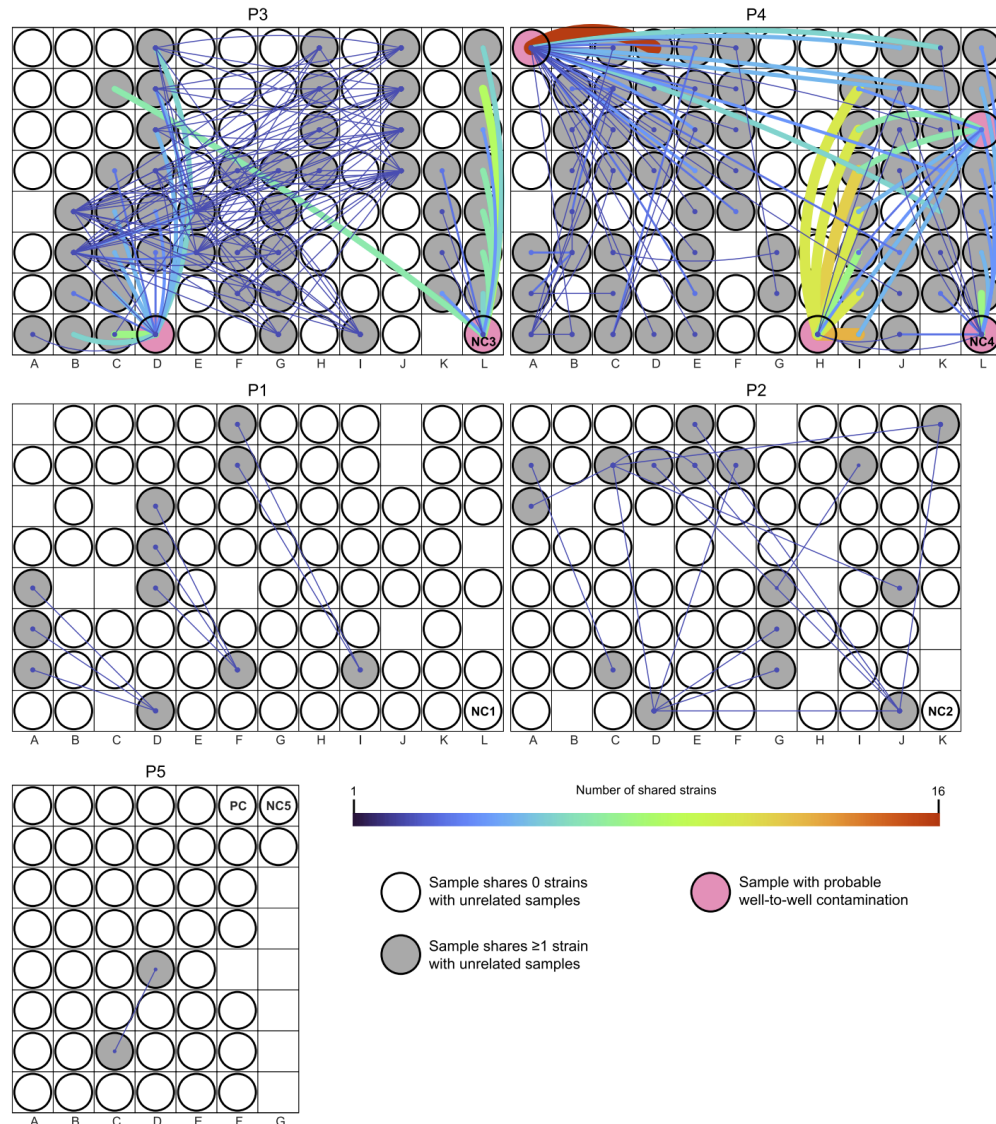 P3
P4
NC3
NC4
A B C D E F G H I J K L
A B C D E F G H I J K L
P1
P2
NC1
NC2
A B C D E F G H I J K L
A B C D E F G H I J K
P5
PC
NC5
A B C D E F G
Number of shared strains
1
16
Sample shares 0 strains
with unrelated samples
Sample with probable
well-to-well contamination
Sample shares ≥1 strain
with unrelated samples